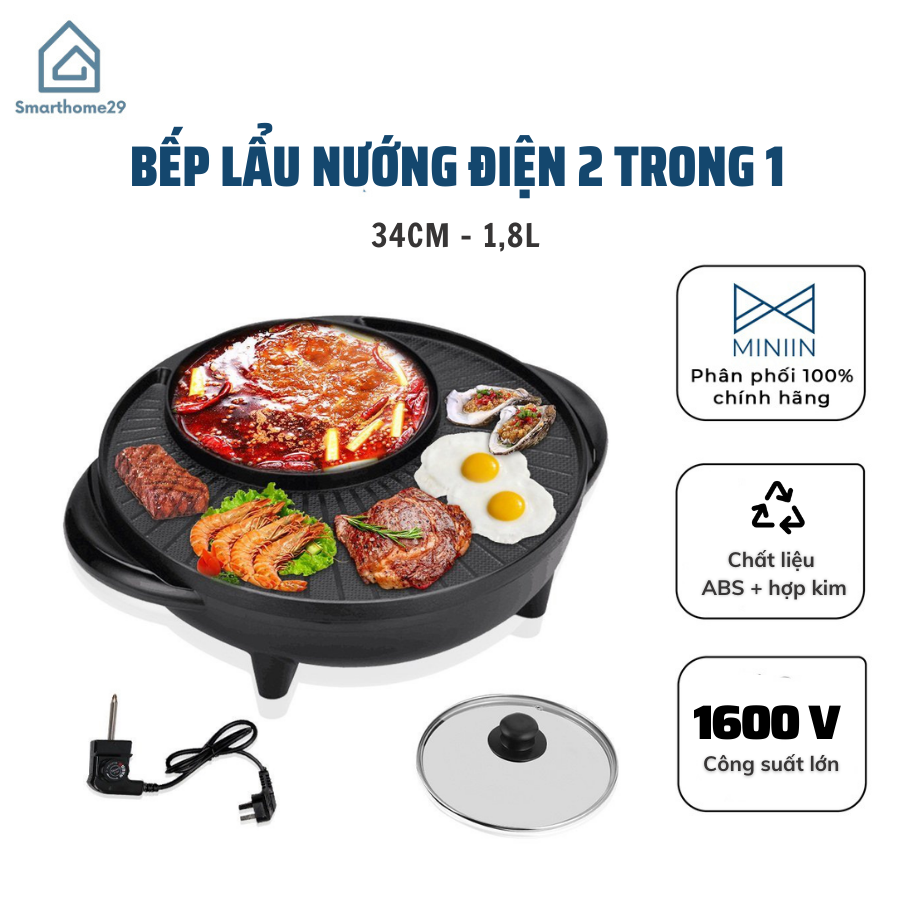 Smarthome29
BẾP LẨU NƯỚNG ĐIỆN 2 TRONG 1
34CM - 1,8L
MINIIN
Phân phối 100%
chính hãng
Chất liệu
ABS + hợp kim
1600 V
Công suất lớn